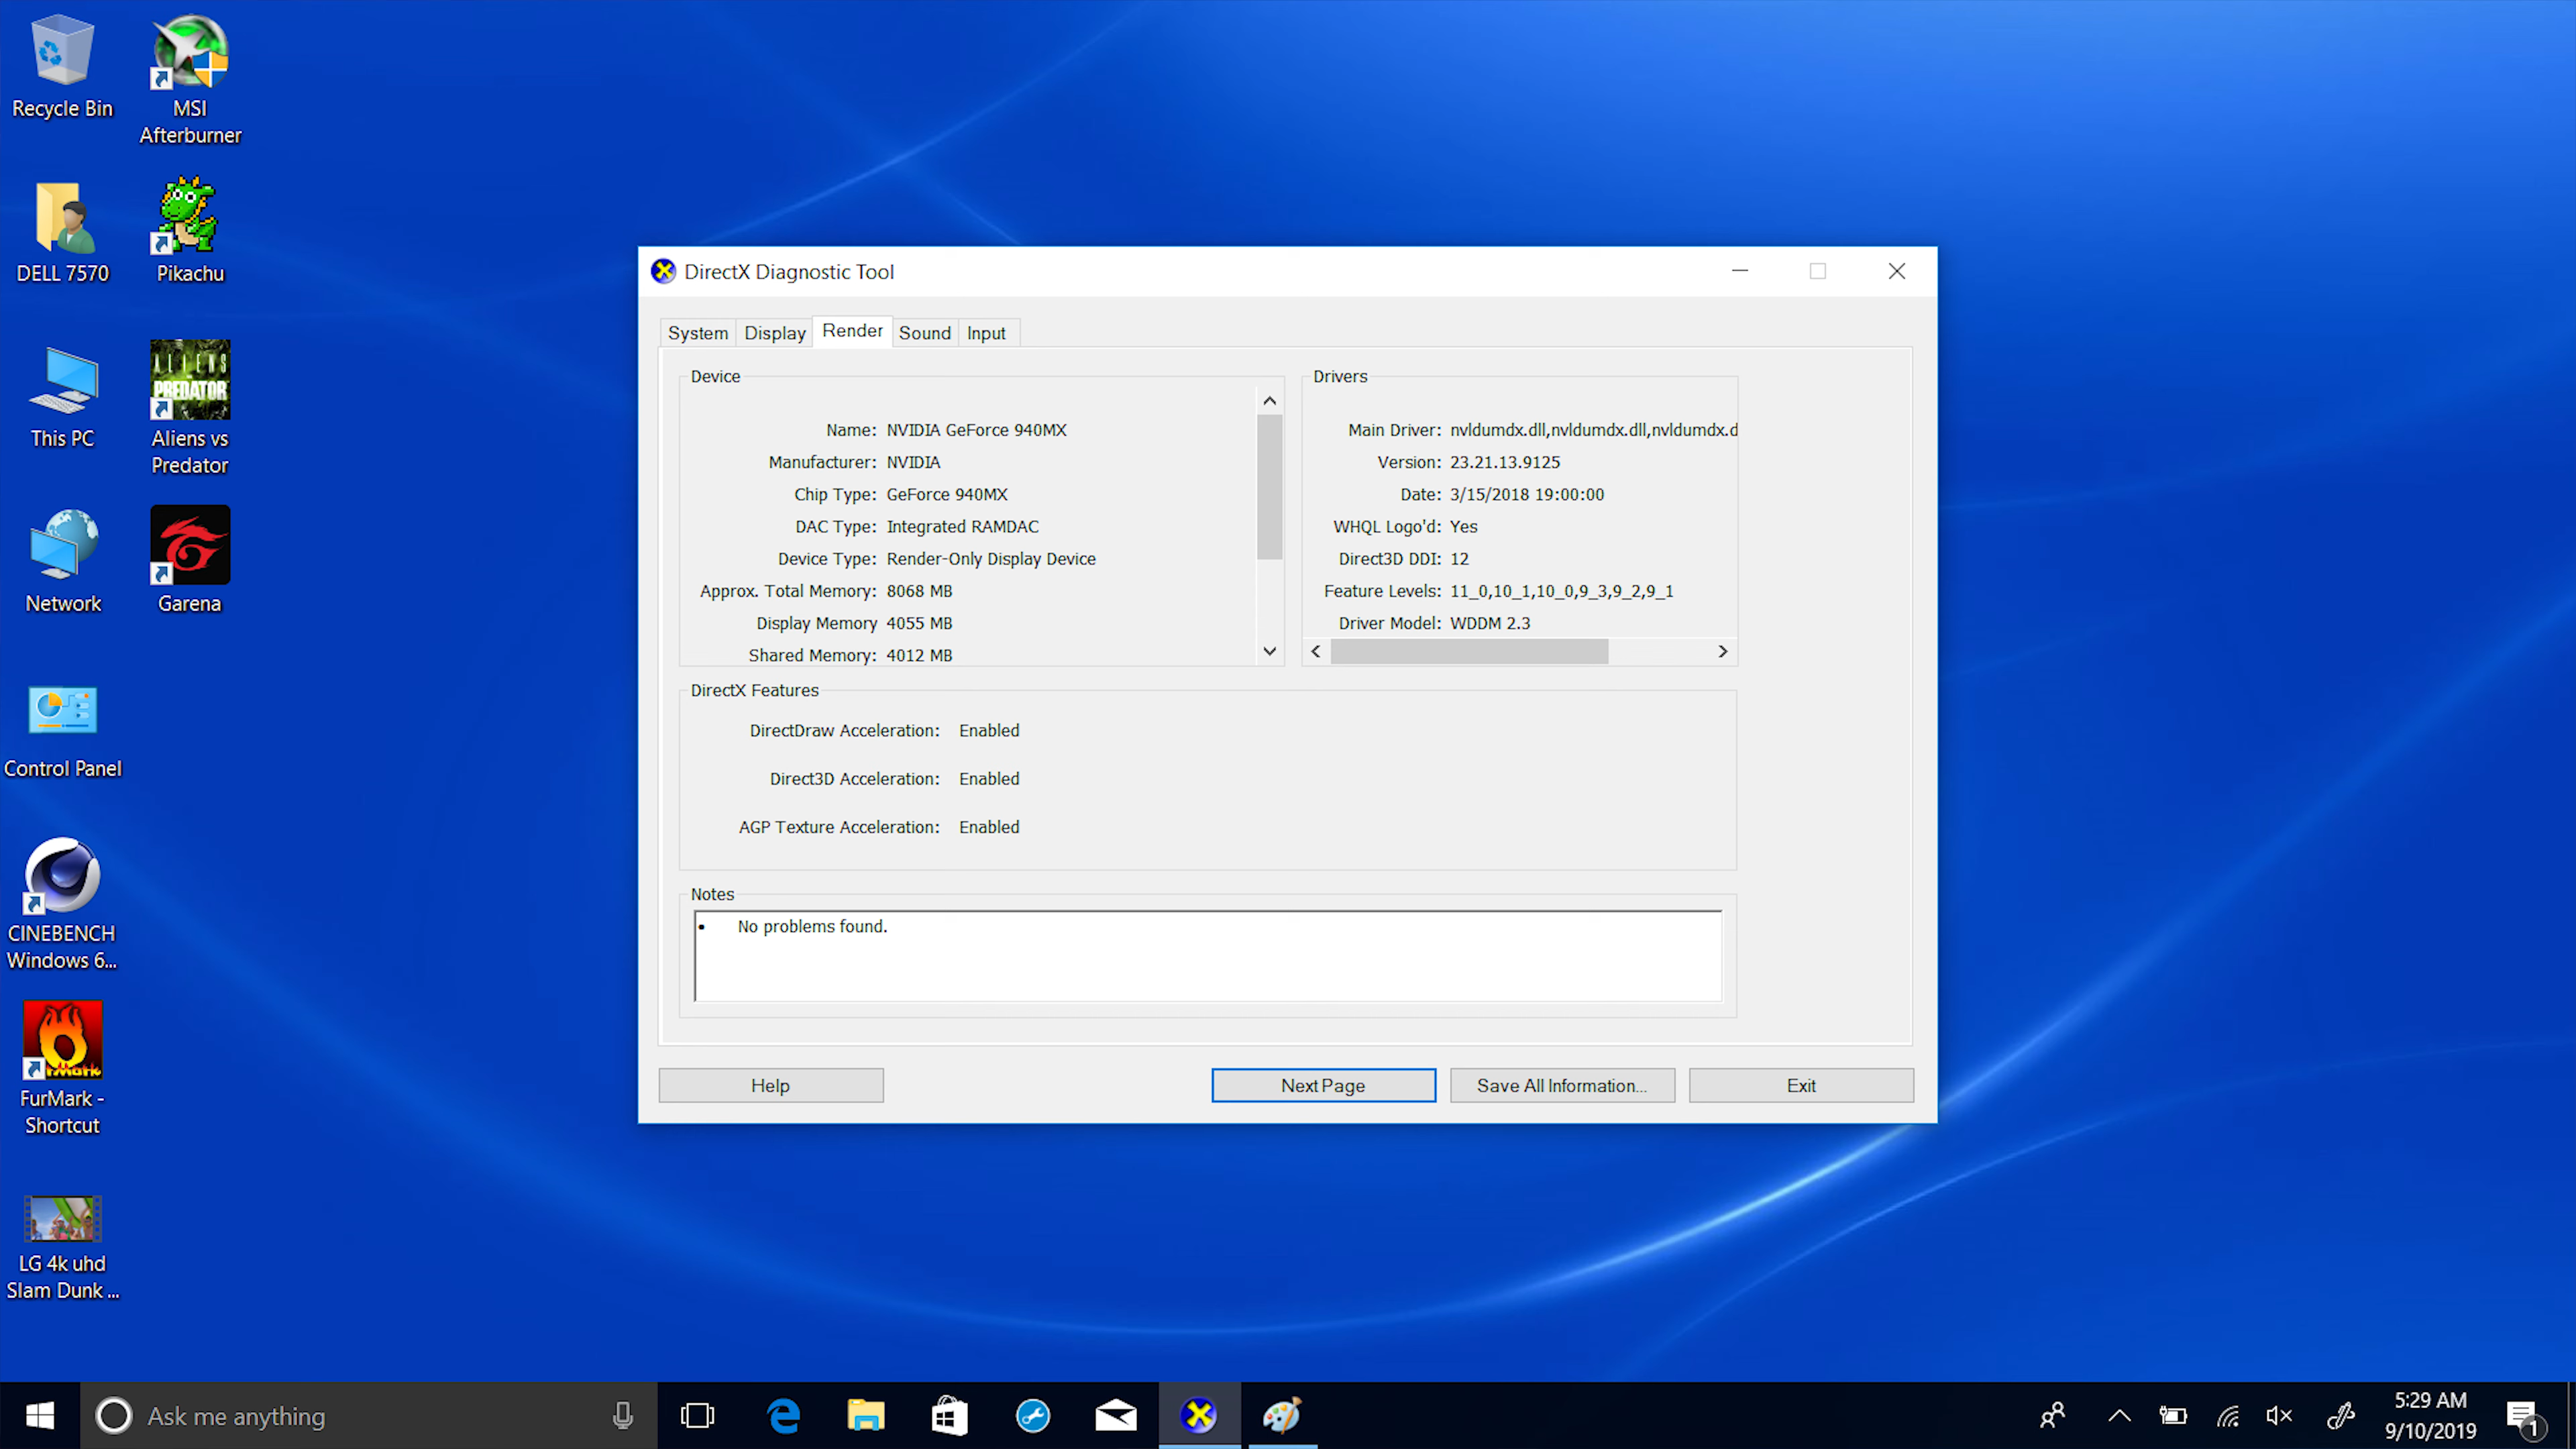 Recycle Bin
MSI
Afterburner
DELL 7570
Pikachu
This PC
ALIENS
PREDATOR
Aliens vs
Predator
Network
Garena
Control Panel
CINEBENCH
Windows 6...
FurMark -
Shortcut
LG 4k uhd
Slam Dunk ...
DirectX Diagnostic Tool
System Display Render Sound Input
Device
Name: NVIDIA GeForce 940MX
Manufacturer: NVIDIA
Chip Type: GeForce 940MX
DAC Type: Integrated RAMDAC
Device Type: Render-Only Display Device
Approx. Total Memory: 8068 MB
Display Memory 4055 MB
Shared Memory: 4012 MB
Drivers
Main Driver: nvldumdx.dll,nvldumdx.dll,nvldumdx.d
Version: 23.21.13.9125
Date: 3/15/2018 19:00:00
WHQL Logo'd: Yes
Direct3D DDI: 12
Feature Levels: 11_0,10_1,10_0,9_3,9_2,9_1
Driver Model: WDDM 2.3
DirectX Features
DirectDraw Acceleration: Enabled
Direct3D Acceleration: Enabled
AGP Texture Acceleration: Enabled
Notes
• No problems found.
Help Next Page Save All Information... Exit
Ask me anything
5:29 AM
9/10/2019
1